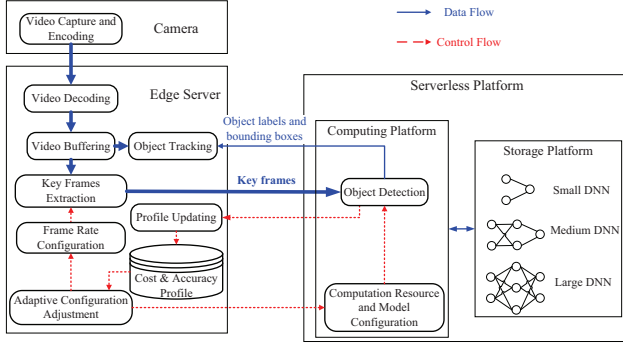 Video Capture and
Encoding
Camera
Data Flow
Control Flow
Video Decoding
Edge Server
Serverless Platform
Video Buffering
Object Tracking
Object labels and
bounding boxes
Computing Platform
Storage Platform
Key Frames
Extraction
Key frames
Object Detection
Small DNN
Profile Updating
Frame Rate
Configuration
Medium DNN
Cost & Accuracy
Profile
Large DNN
Adaptive Configuration
Adjustment
Computation Resource
and Model
Configuration